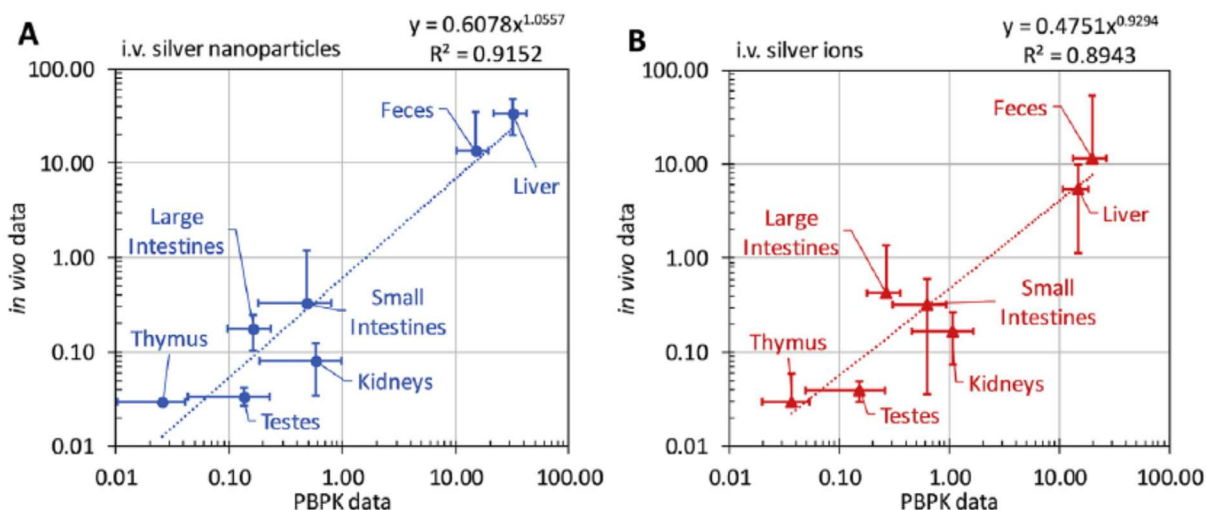 A
i.v. silver nanoparticles
y = 0.6078x^1.0557
R² = 0.9152
100.00
10.00
1.00
0.10
0.01
in vivo data
Feces
Liver
Large
Intestines
Small
Intestines
Thymus
Kidneys
Testes
0.01
0.10
1.00
10.00
100.00
PBPK data
B
i.v. silver ions
y = 0.4751x^0.9294
R² = 0.8943
100.00
10.00
1.00
0.10
0.01
in vivo data
Feces
Liver
Large
Intestines
Small
Intestines
Thymus
Kidneys
Testes
0.01
0.10
1.00
10.00
100.00
PBPK data